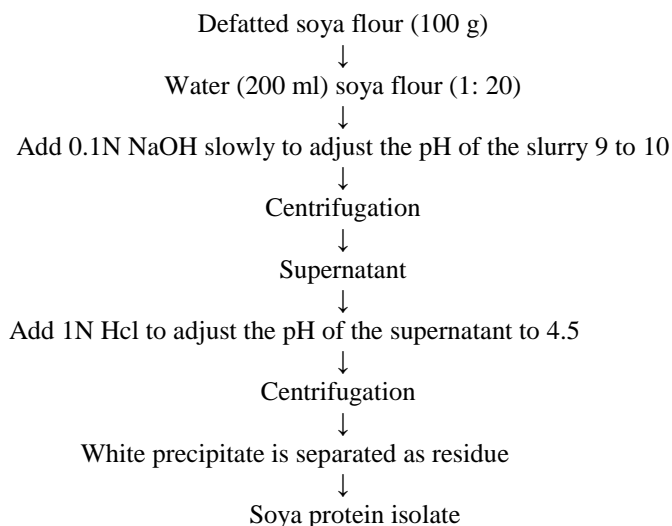 Defatted soya flour (100 g)
↓
Water (200 ml) soya flour (1: 20)
↓
Add 0.1N NaOH slowly to adjust the pH of the slurry 9 to 10
↓
Centrifugation
↓
Supernatant
↓
Add 1N Hcl to adjust the pH of the supernatant to 4.5
↓
Centrifugation
↓
White precipitate is separated as residue
↓
Soya protein isolate